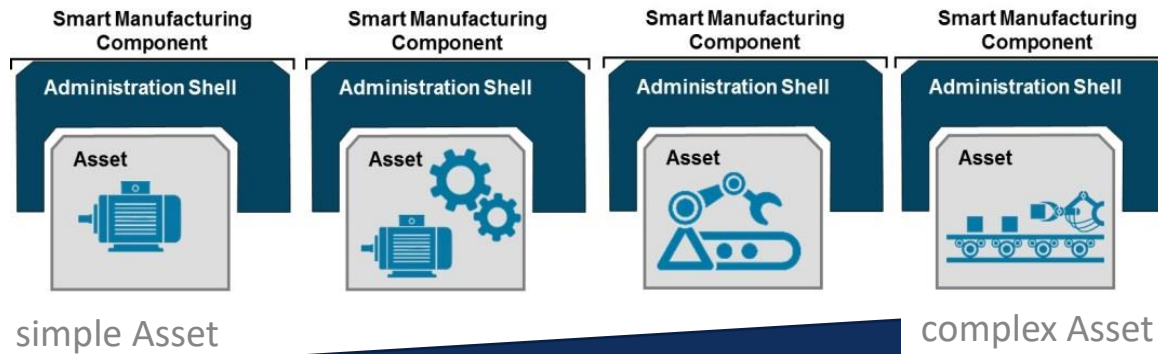 Smart Manufacturing
Component
Administration Shell
Asset
Smart Manufacturing
Component
Administration Shell
Asset
Smart Manufacturing
Component
Administration Shell
Asset
Smart Manufacturing
Component
Administration Shell
Asset
simple Asset
complex Asset